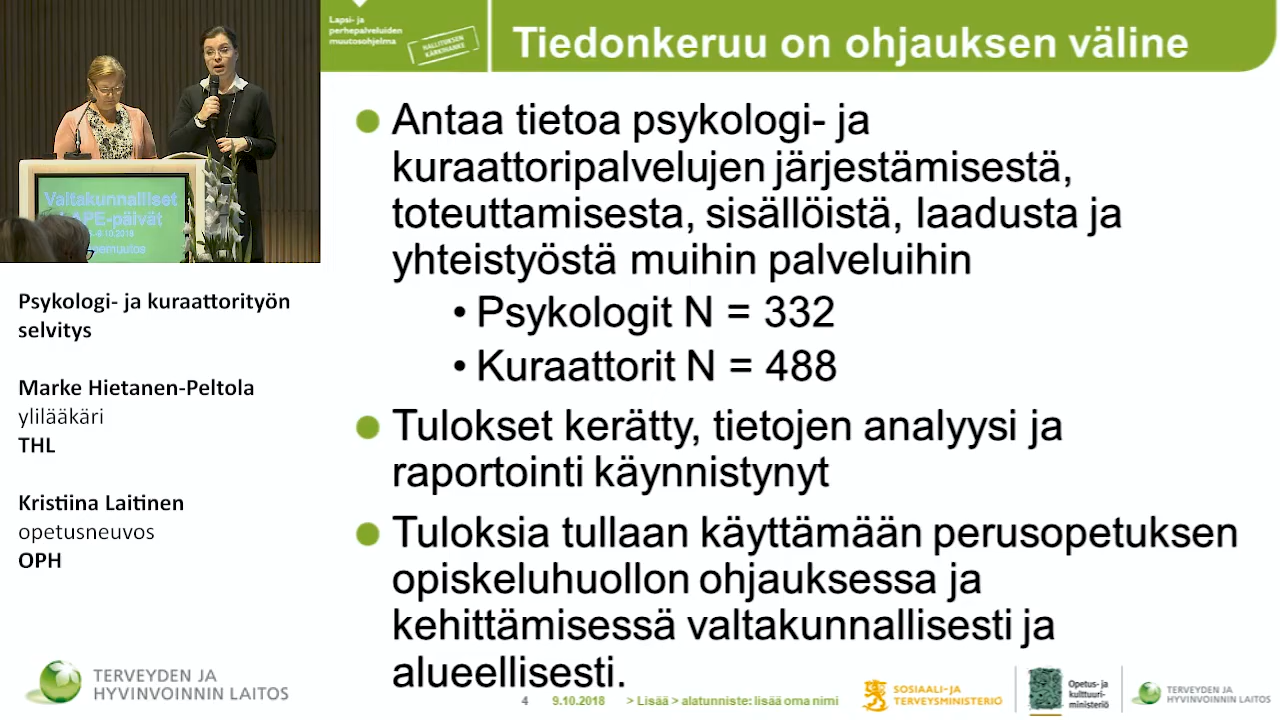 Lapsi- ja
perhepalveluiden
muutosohjelma
HALLITUKSEN
KÄRKIHANKE
Tiedonkeruu on ohjauksen väline
Antaa tietoa psykologi- ja
kuraattoripalvelujen järjestämisestä,
toteuttamisesta, sisällöistä, laadusta ja
yhteistyöstä muihin palveluihin
• Psykologit N = 332
• Kuraattorit N = 488
Tulokset kerätty, tietojen analyysi ja
raportointi käynnistynyt
Tuloksia tullaan käyttämään perusopetuksen
opiskeluhuollon ohjauksessa ja
kehittämisessä valtakunnallisesti ja
alueellisesti.
Valtakunnalliset
LAPE-päivät
.10.2018
Psykologi- ja kuraattorityön
selvitys
Marke Hietanen-Peltola
ylilääkäri
THL
Kristiina Laitinen
opetusneuvos
OPH
TERVEYDEN JA
HYVINVOINNIN LAITOS
4 9.10.2018 > Lisää > alatunniste: lisää oma nimi
SOSIAALI- JA
TERVEYSMINISTERIÖ
Opetus- ja
kulttuuri-
ministeriö
TERVEYDEN JA
HYVINVOINNIN LAITOS